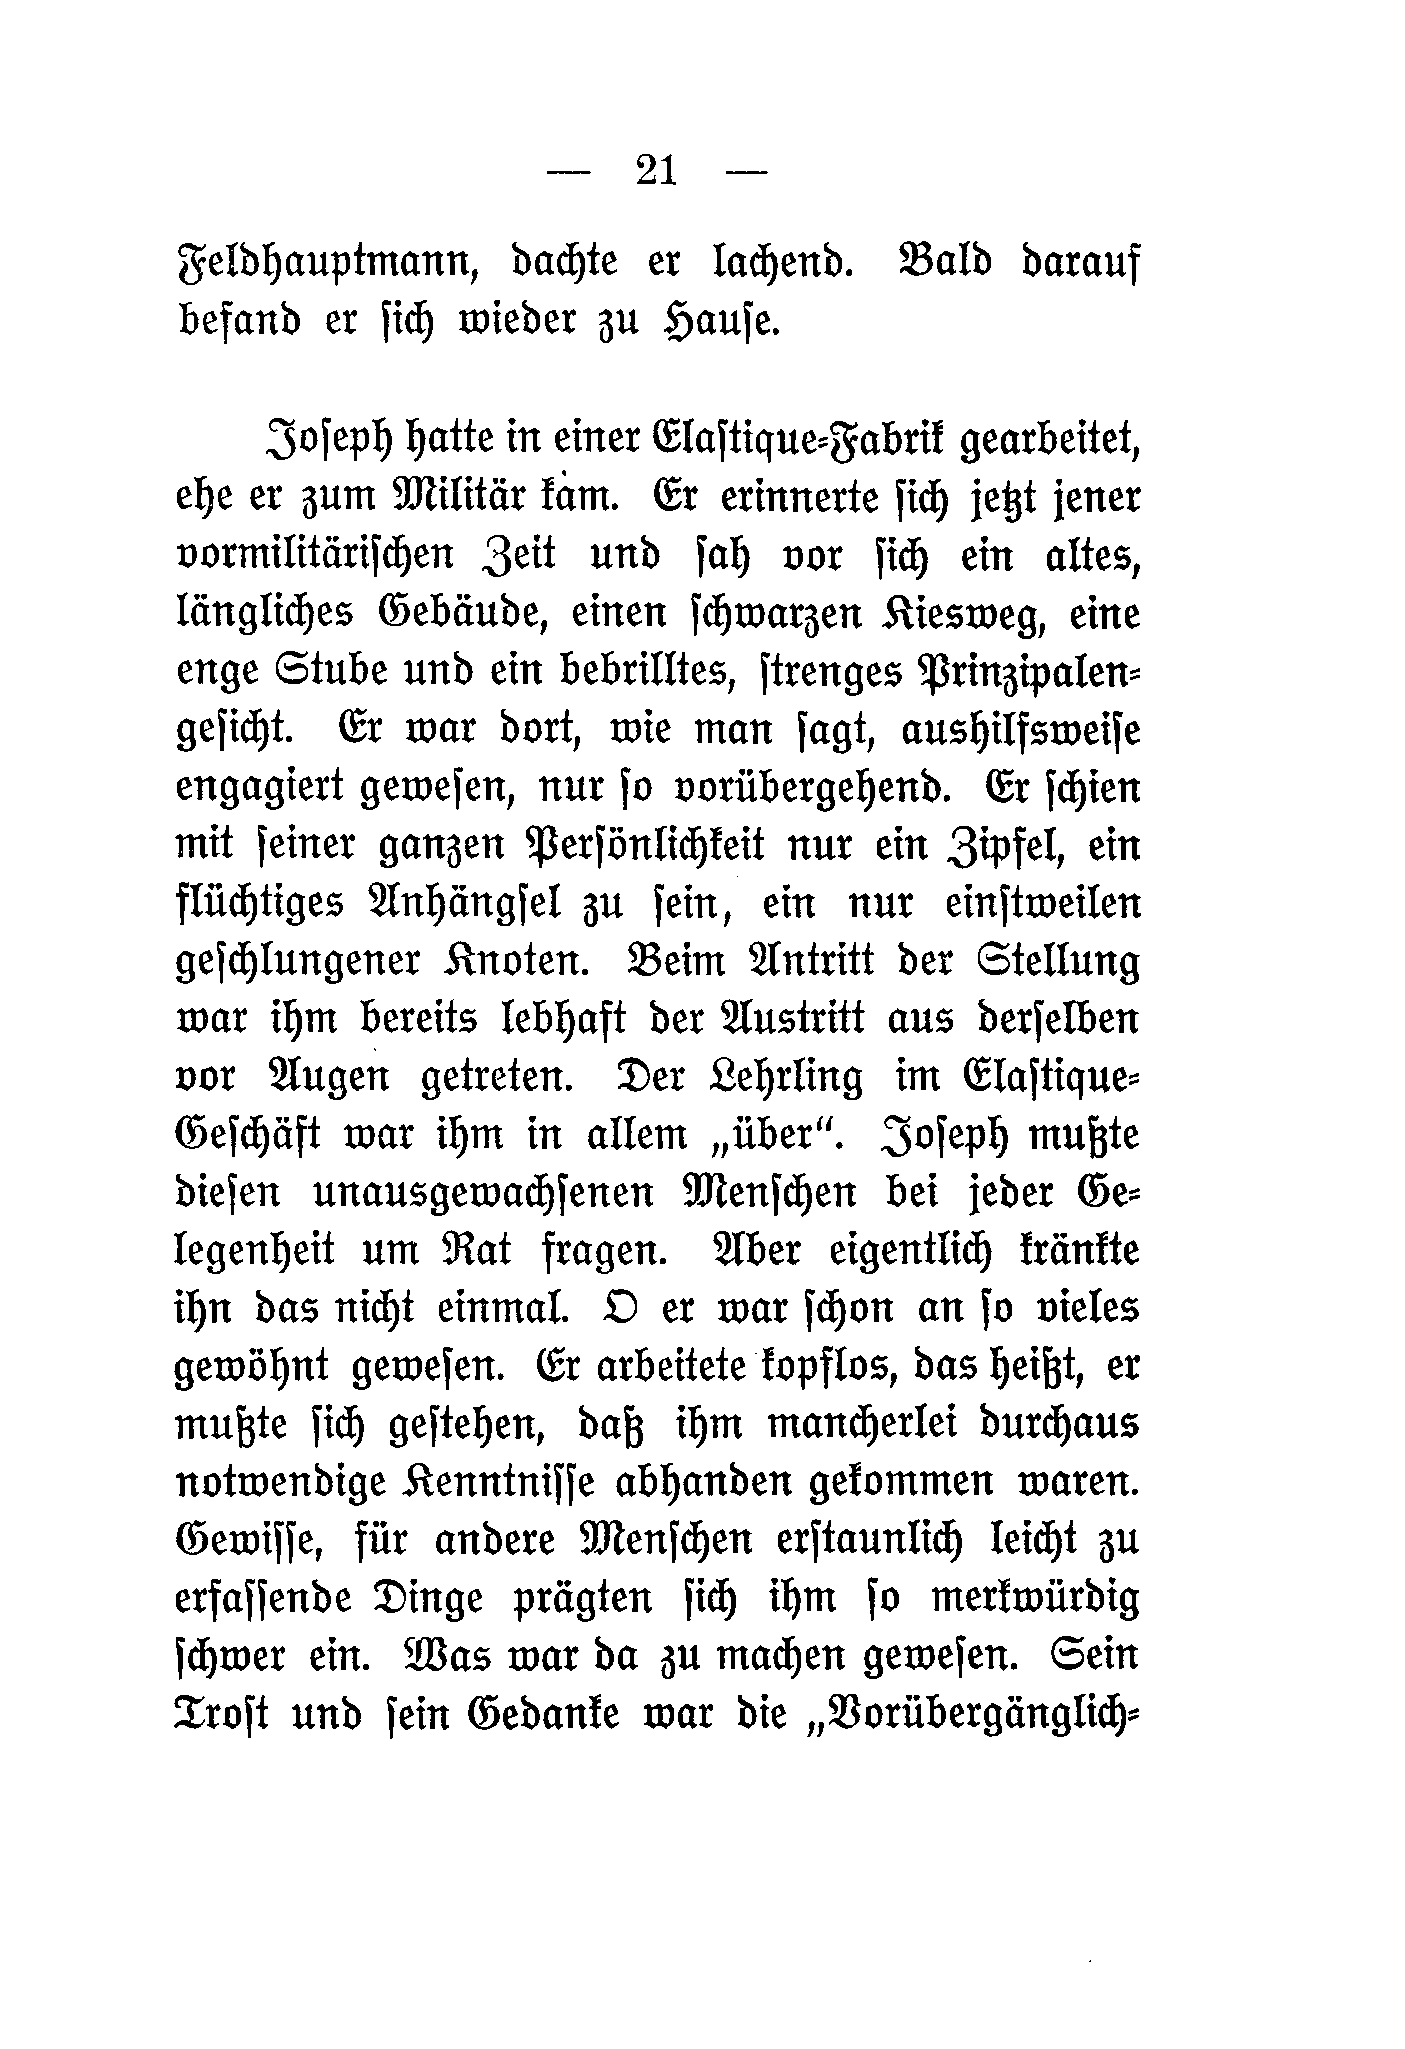 — 21 —
Feldhauptmann, dachte er lachend. Bald darauf
befand er ſich wieder zu Hauſe.
Joſeph hatte in einer Elaſtique-Fabrik gearbeitet,
ehe er zum Militär kam. Er erinnerte ſich jetzt jener
vormilitäriſchen Zeit und ſah vor ſich ein altes,
längliches Gebäude, einen ſchwarzen Kiesweg, eine
enge Stube und ein bebrilltes, ſtrenges Prinzipalen-
geſicht. Er war dort, wie man ſagt, aushilfsweiſe
engagiert geweſen, nur ſo vorübergehend. Er ſchien
mit ſeiner ganzen Perſönlichkeit nur ein Zipfel, ein
flüchtiges Anhängſel zu ſein, ein nur einſtweilen
geſchlungener Knoten. Beim Antritt der Stellung
war ihm bereits lebhaft der Austritt aus derſelben
vor Augen getreten. Der Lehrling im Elaſtique-
Geſchäft war ihm in allem „über“. Joſeph mußte
dieſen unausgewachſenen Menſchen bei jeder Ge-
legenheit um Rat fragen. Aber eigentlich kränkte
ihn das nicht einmal. O er war ſchon an ſo vieles
gewöhnt geweſen. Er arbeitete kopflos, das heißt, er
mußte ſich geſtehen, daß ihm mancherlei durchaus
notwendige Kenntniſſe abhanden gekommen waren.
Gewiſſe, für andere Menſchen erſtaunlich leicht zu
erfaſſende Dinge prägten ſich ihm ſo merkwürdig
ſchwer ein. Was war da zu machen geweſen. Sein
Troſt und ſein Gedanke war die „Vorübergänglich-